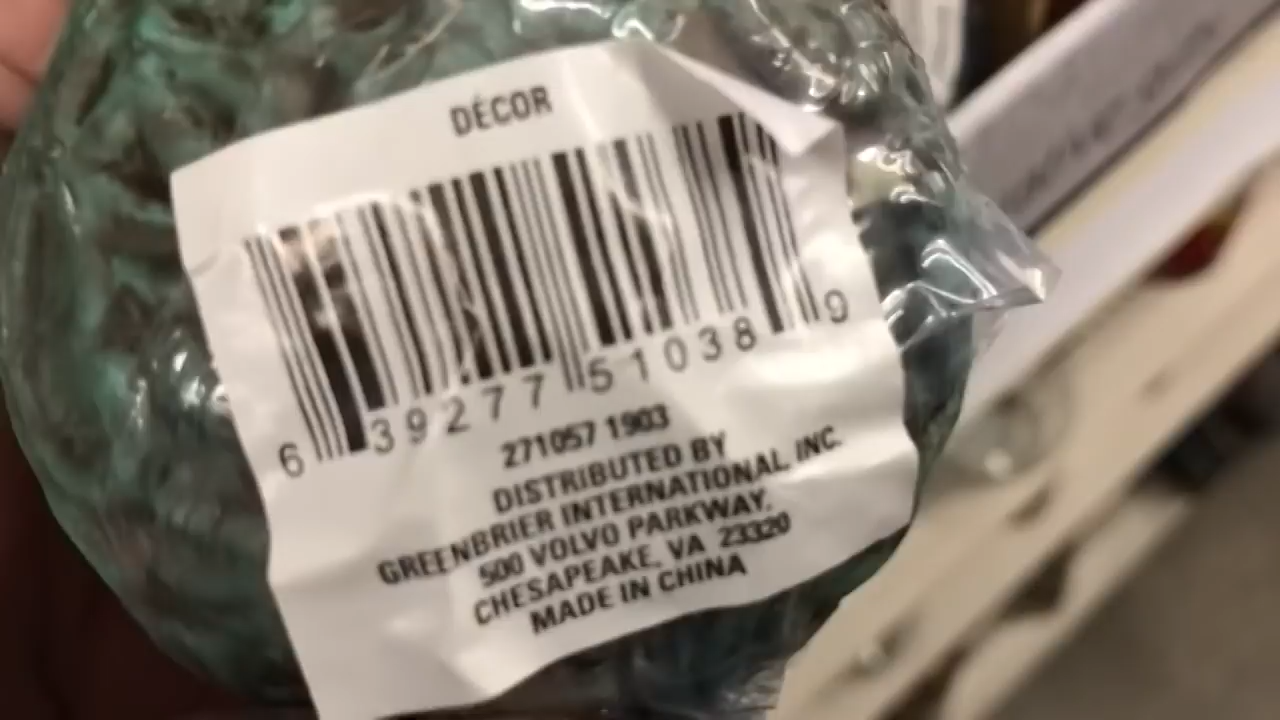 DÉCOR
6 39277 51038 9
271057 1903
DISTRIBUTED BY
GREENBRIER INTERNATIONAL, INC.
500 VOLVO PARKWAY.
CHESAPEAKE, VA 23320
MADE IN CHINA